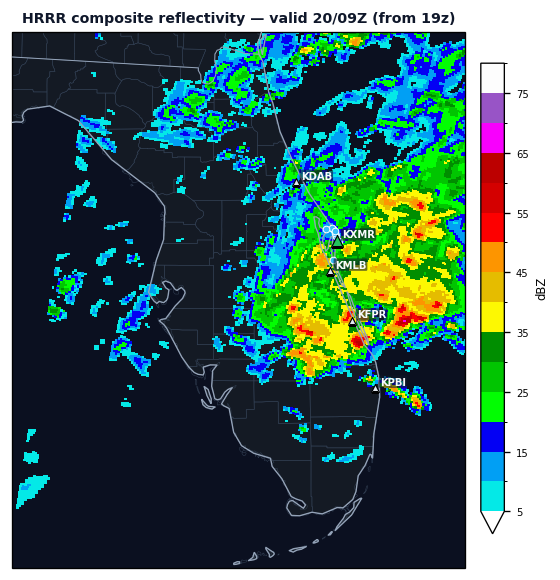 HRRR composite reflectivity — valid 20/09Z (from 19z)
KDAB
KXMR
KMLB
KFPR
KPBI
75
65
55
45
35
25
15
5
dBZ